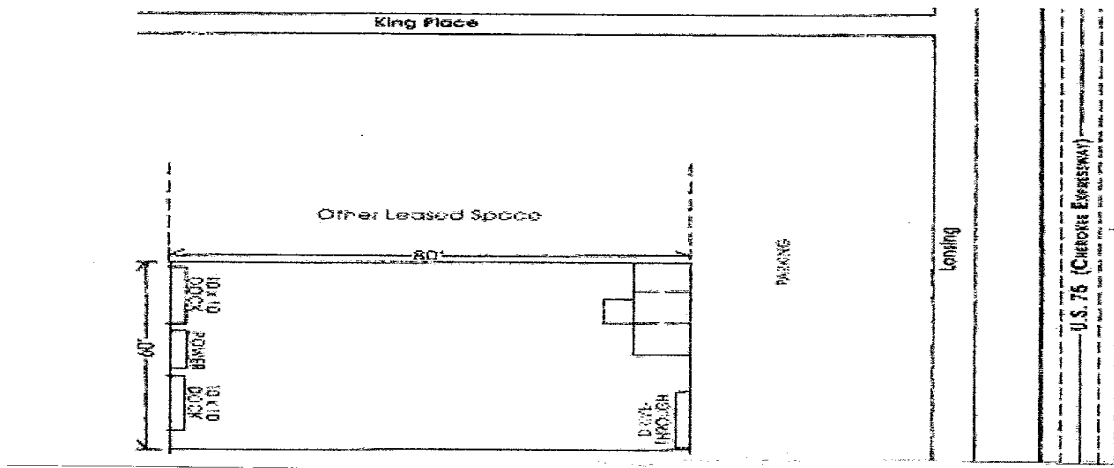 King Place
Other Leased Space
80'
60'
10 x 10
DOCK
POWER
10 x 10
DOCK
DRIVE-
THROUGH
PARKING
Lansing
U.S. 75 (CHEROKEE EXPRESSWAY)